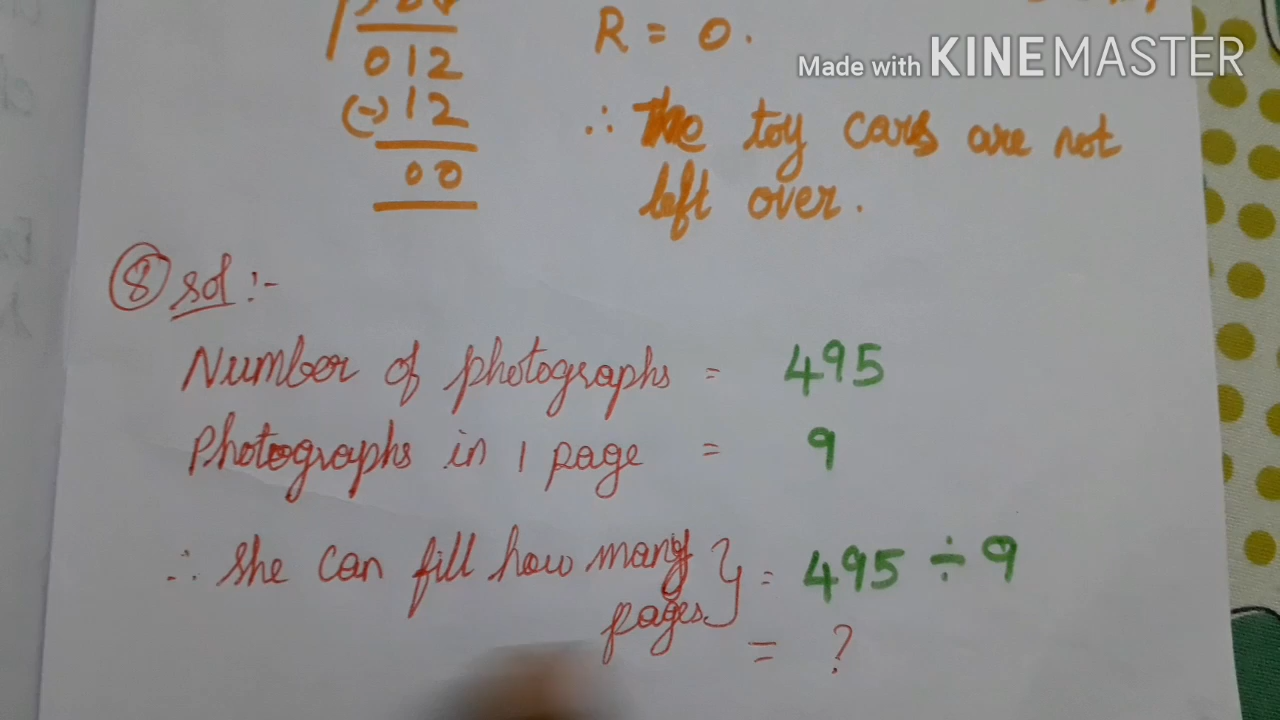 012
R = 0.
Made with KINEMASTER
(-) 12
∴ The toy cars are not
00
left over.
⑧ sol :-
Number of photographs = 495
Photographs in 1 page = 9
∴ She can fill how many pages } = 495 ÷ 9
= ?